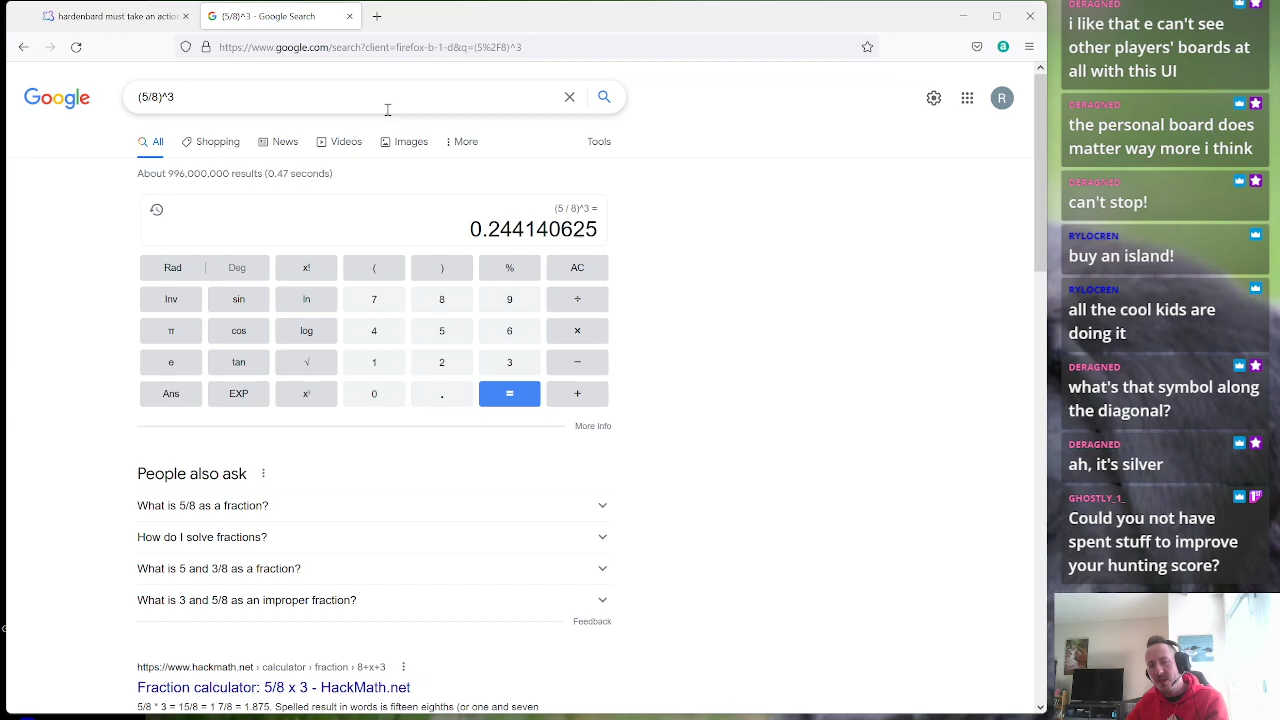 hardenbard must take an action
(5/8)^3 - Google Search
https://www.google.com/search?client=firefox-b-1-d&q=(5%2F8)^3
Google
(5/8)^3
R
All
Shopping
News
Videos
Images
More
Tools
About 996,000,000 results (0.47 seconds)
(5 / 8)^3 =
0.244140625
Rad
Deg
x!
(
)
%
AC
Inv
sin
ln
7
8
9
÷
π
cos
log
4
5
6
×
e
tan
√
1
2
3
−
Ans
EXP
xʸ
0
.
=
+
More info
People also ask
What is 5/8 as a fraction?
How do I solve fractions?
What is 5 and 3/8 as a fraction?
What is 3 and 5/8 as an improper fraction?
Feedback
https://www.hackmath.net › calculator › fraction › 8+x+3
Fraction calculator: 5/8 x 3 - HackMath.net
5/8 * 3 = 15/8 = 1 7/8 = 1.875. Spelled result in words is fifteen eighths (or one and seven
DERAGNED
i like that e can't see
other players' boards at
all with this UI
DERAGNED
the personal board does
matter way more i think
DERAGNED
can't stop!
RYLOCREN
buy an island!
RYLOCREN
all the cool kids are
doing it
DERAGNED
what's that symbol along
the diagonal?
DERAGNED
ah, it's silver
GHOSTLY_1_
1st
Could you not have
spent stuff to improve
your hunting score?